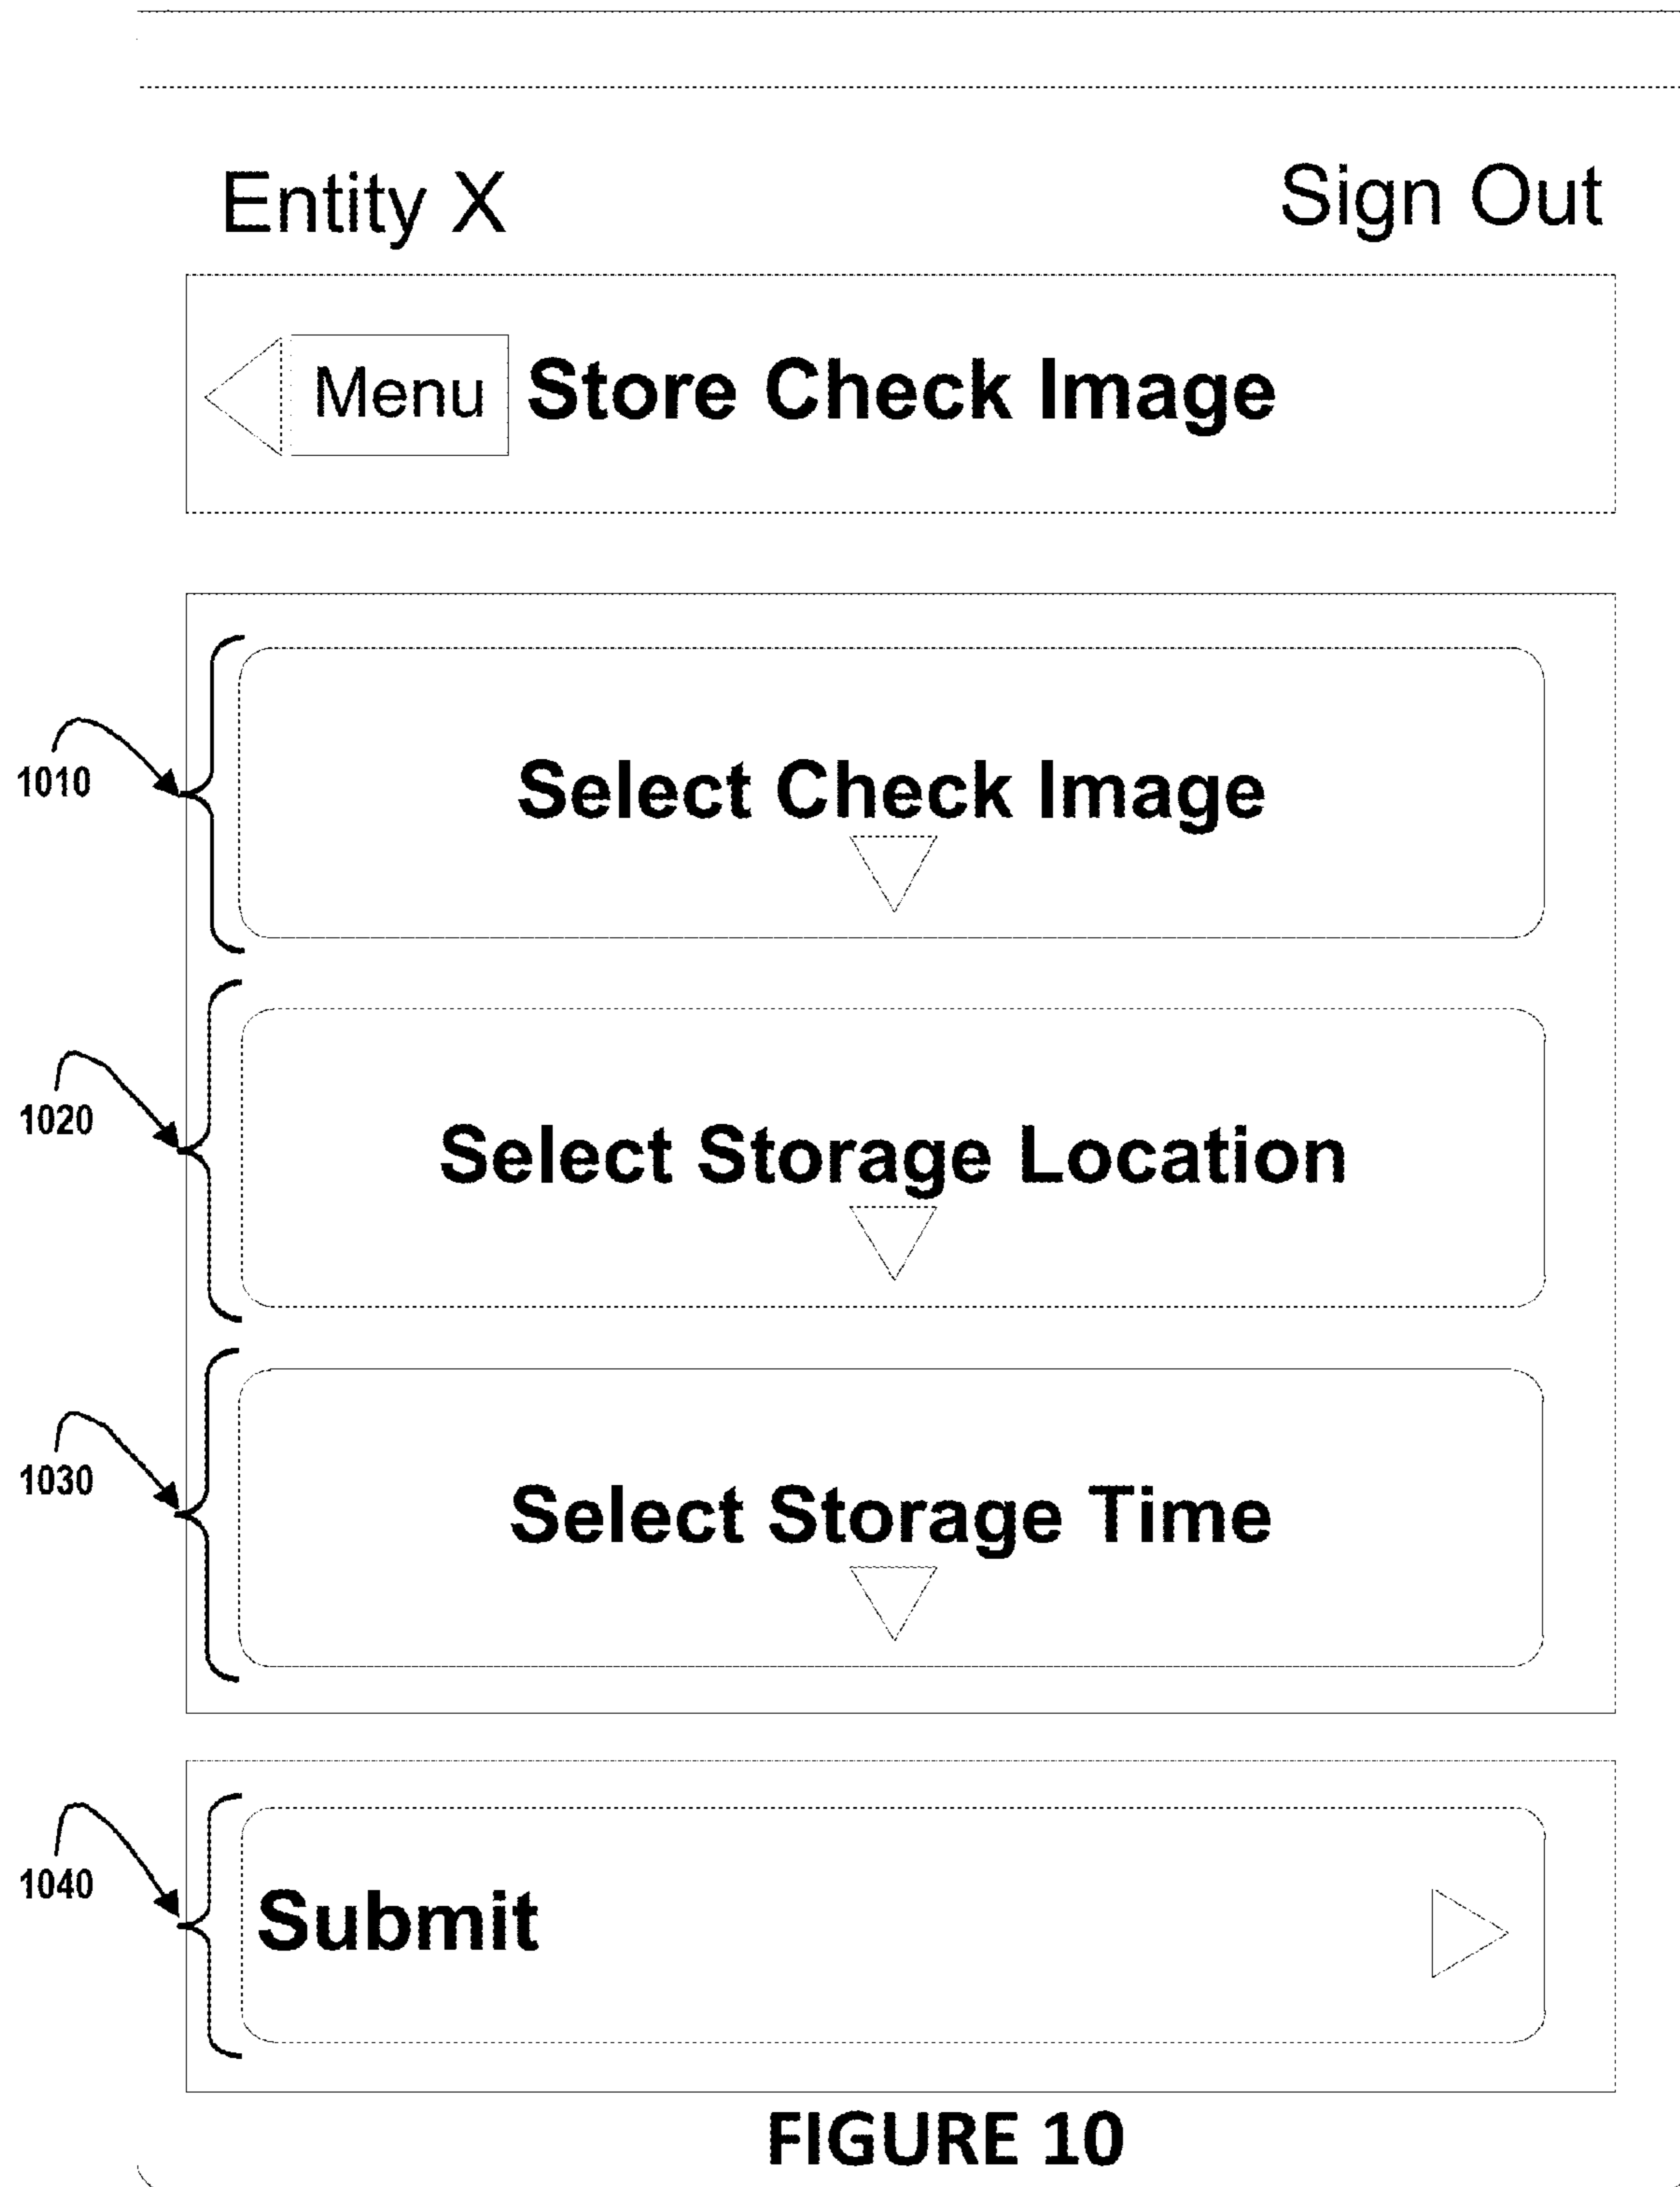 Entity X Sign Out
Menu Store Check Image
1010 Select Check Image
1020 Select Storage Location
1030 Select Storage Time
1040 Submit
FIGURE 10